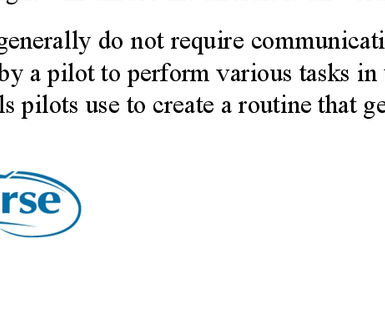 generally do not require communicati
by a pilot to perform various tasks in
ls pilots use to create a routine that ge
rse